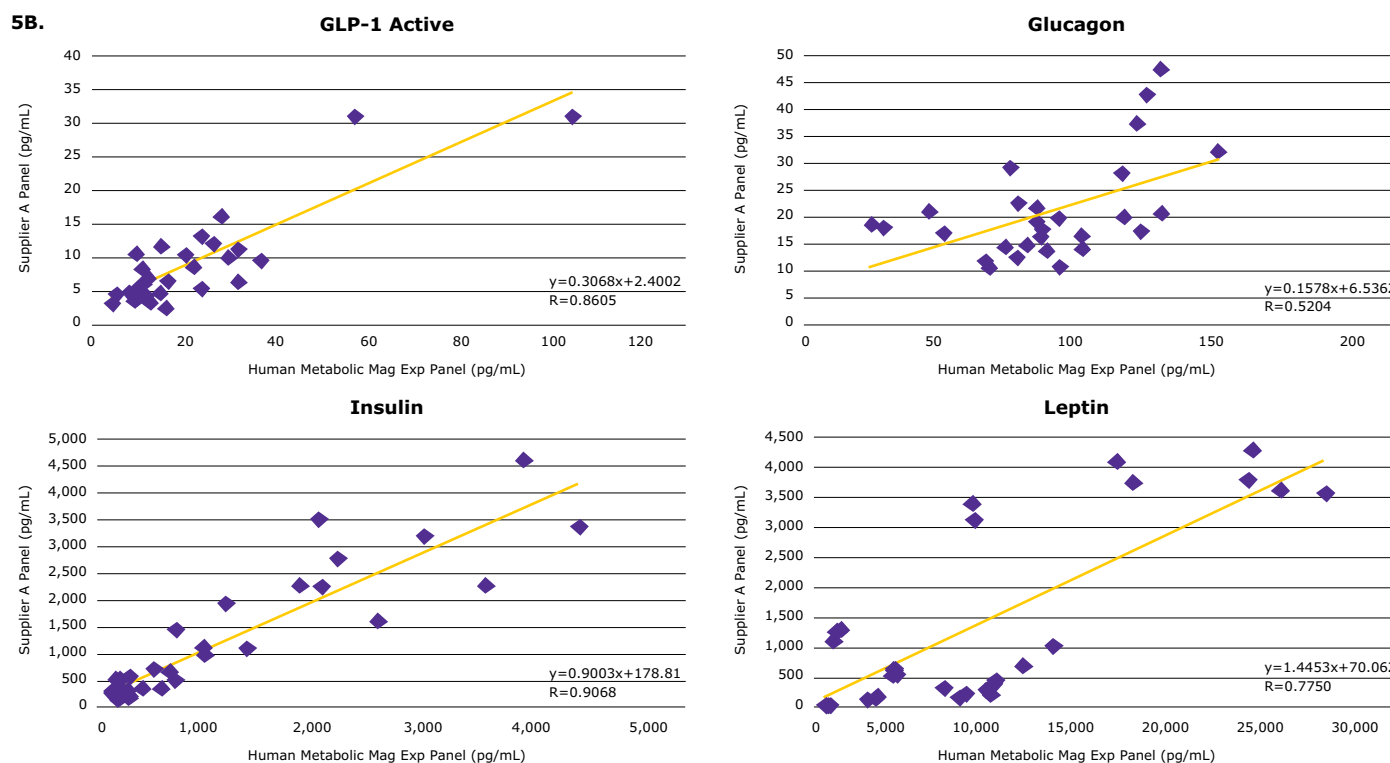 5B.
GLP-1 Active
Supplier A Panel (pg/mL)
40
35
30
25
20
15
10
5
0
y=0.3068x+2.4002
R=0.8605
0 20 40 60 80 100 120
Human Metabolic Mag Exp Panel (pg/mL)
Glucagon
Supplier A Panel (pg/mL)
50
45
40
35
30
25
20
15
10
5
0
y=0.1578x+6.5362
R=0.5204
0 50 100 150 200
Human Metabolic Mag Exp Panel (pg/mL)
Insulin
Supplier A Panel (pg/mL)
5,000
4,500
4,000
3,500
3,000
2,500
2,000
1,500
1,000
500
0
y=0.9003x+178.81
R=0.9068
0 1,000 2,000 3,000 4,000 5,000
Human Metabolic Mag Exp Panel (pg/mL)
Leptin
Supplier A Panel (pg/mL)
4,500
4,000
3,500
3,000
2,500
2,000
1,500
1,000
500
0
y=1.4453x+70.062
R=0.7750
0 5,000 10,000 15,000 20,000 25,000 30,000
Human Metabolic Mag Exp Panel (pg/mL)